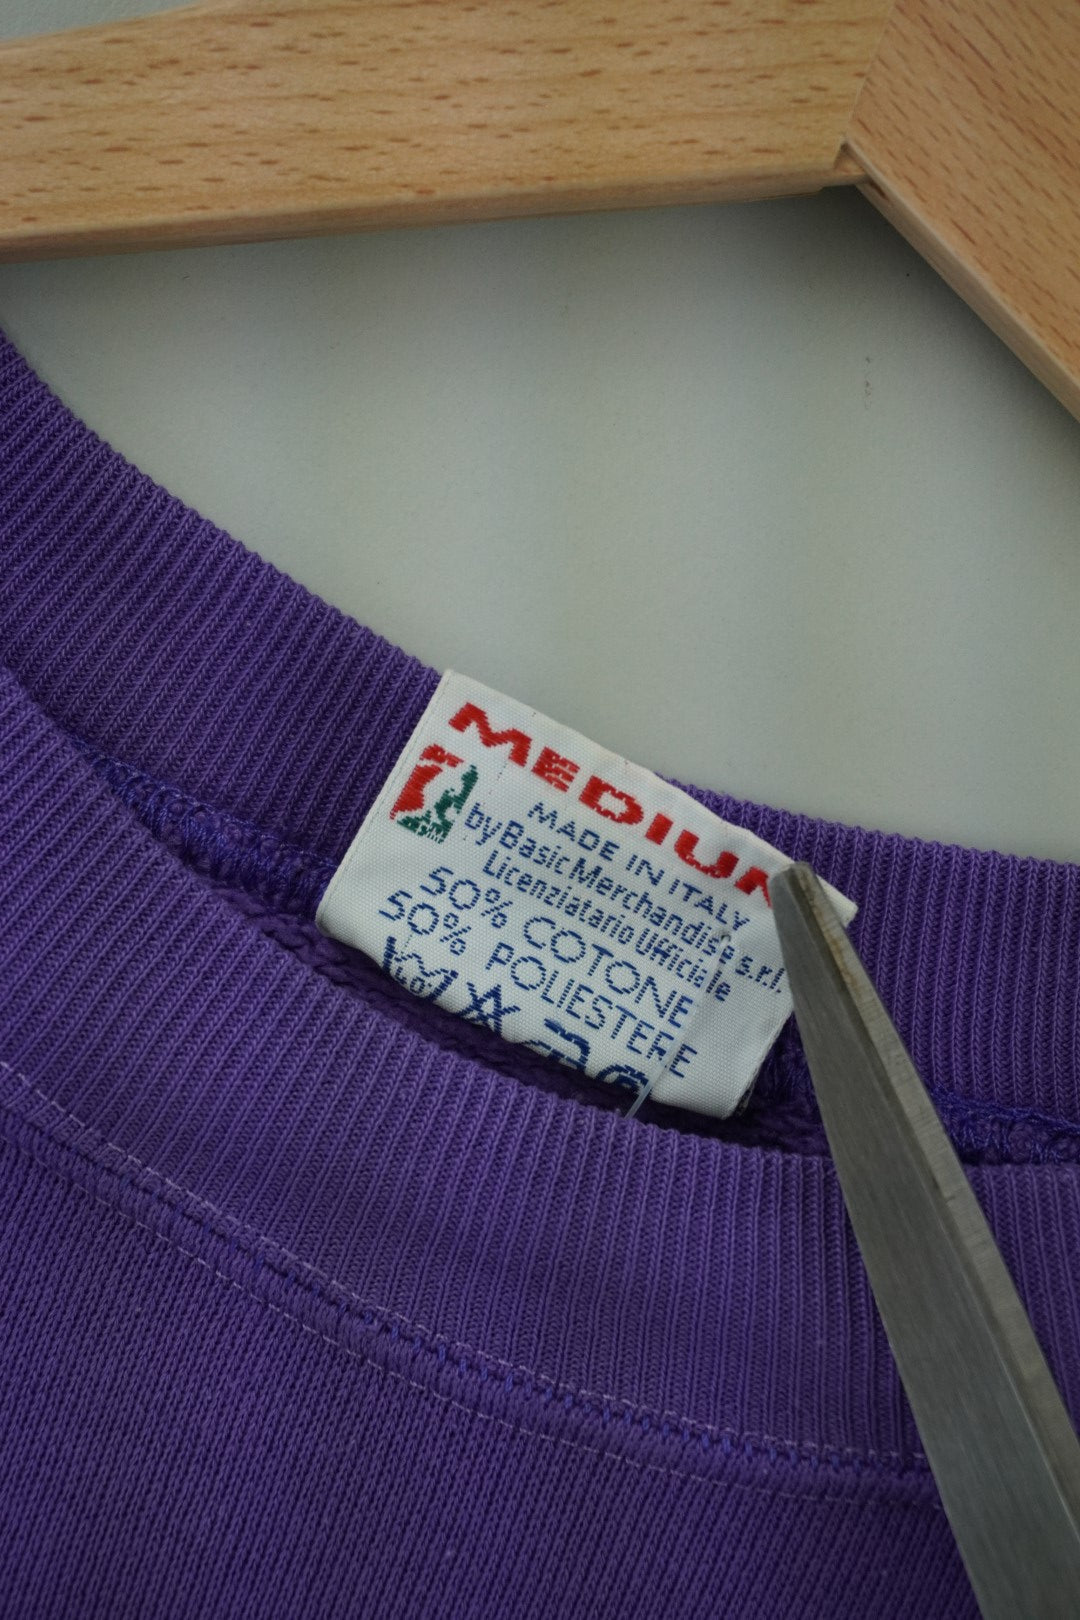 MEDIUM
MADE IN ITALY
by Basic Merchandise s.r.l.
Licenziatario Ufficiale
50% COTONE
50% POLIESTERE